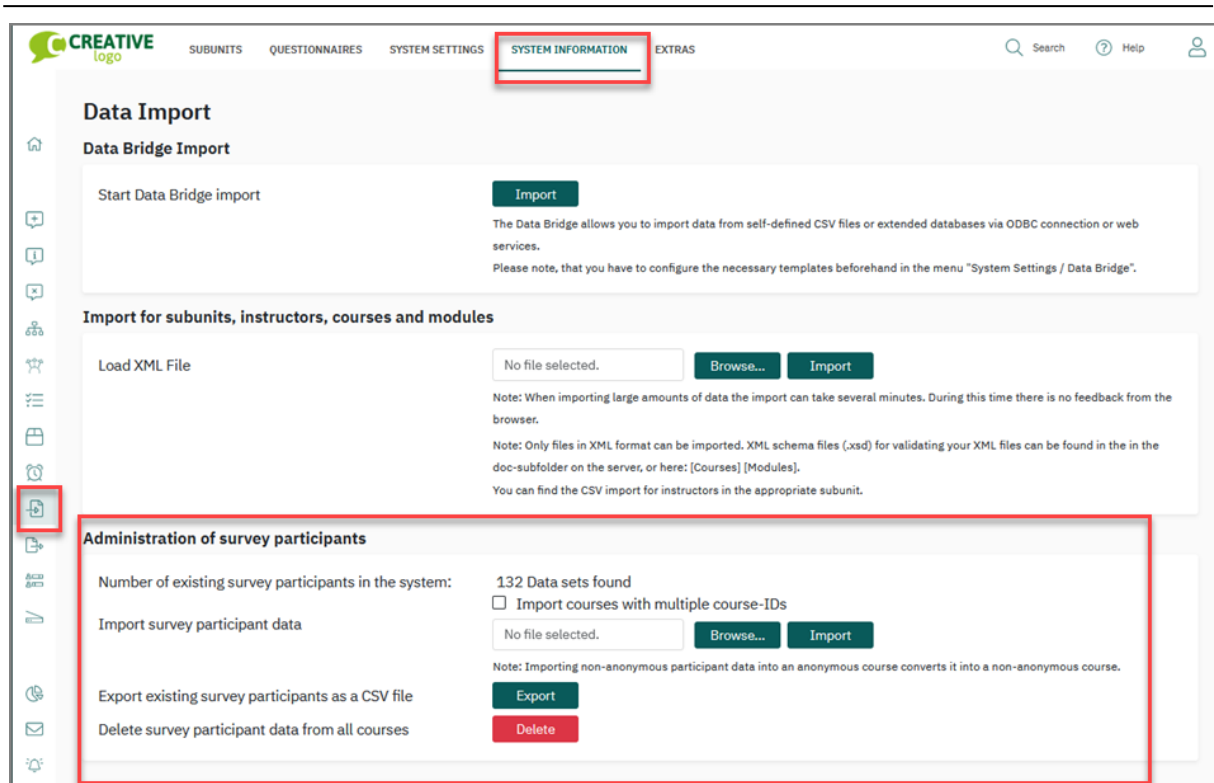 CREATIVE
logo
SUBUNITS QUESTIONNAIRES SYSTEM SETTINGS SYSTEM INFORMATION EXTRAS Search ? Help
Data Import
Data Bridge Import
Start Data Bridge import Import
The Data Bridge allows you to import data from self-defined CSV files or extended databases via ODBC connection or web
services.
Please note, that you have to configure the necessary templates beforehand in the menu "System Settings / Data Bridge".
Import for subunits, instructors, courses and modules
Load XML File No file selected. Browse... Import
Note: When importing large amounts of data the import can take several minutes. During this time there is no feedback from the
browser.
Note: Only files in XML format can be imported. XML schema files (.xsd) for validating your XML files can be found in the in the
doc-subfolder on the server, or here: [Courses] [Modules].
You can find the CSV import for instructors in the appropriate subunit.
Administration of survey participants
Number of existing survey participants in the system: 132 Data sets found
Import courses with multiple course-IDs
Import survey participant data
No file selected. Browse... Import
Note: Importing non-anonymous participant data into an anonymous course converts it into a non-anonymous course.
Export existing survey participants as a CSV file Export
Delete survey participant data from all courses Delete